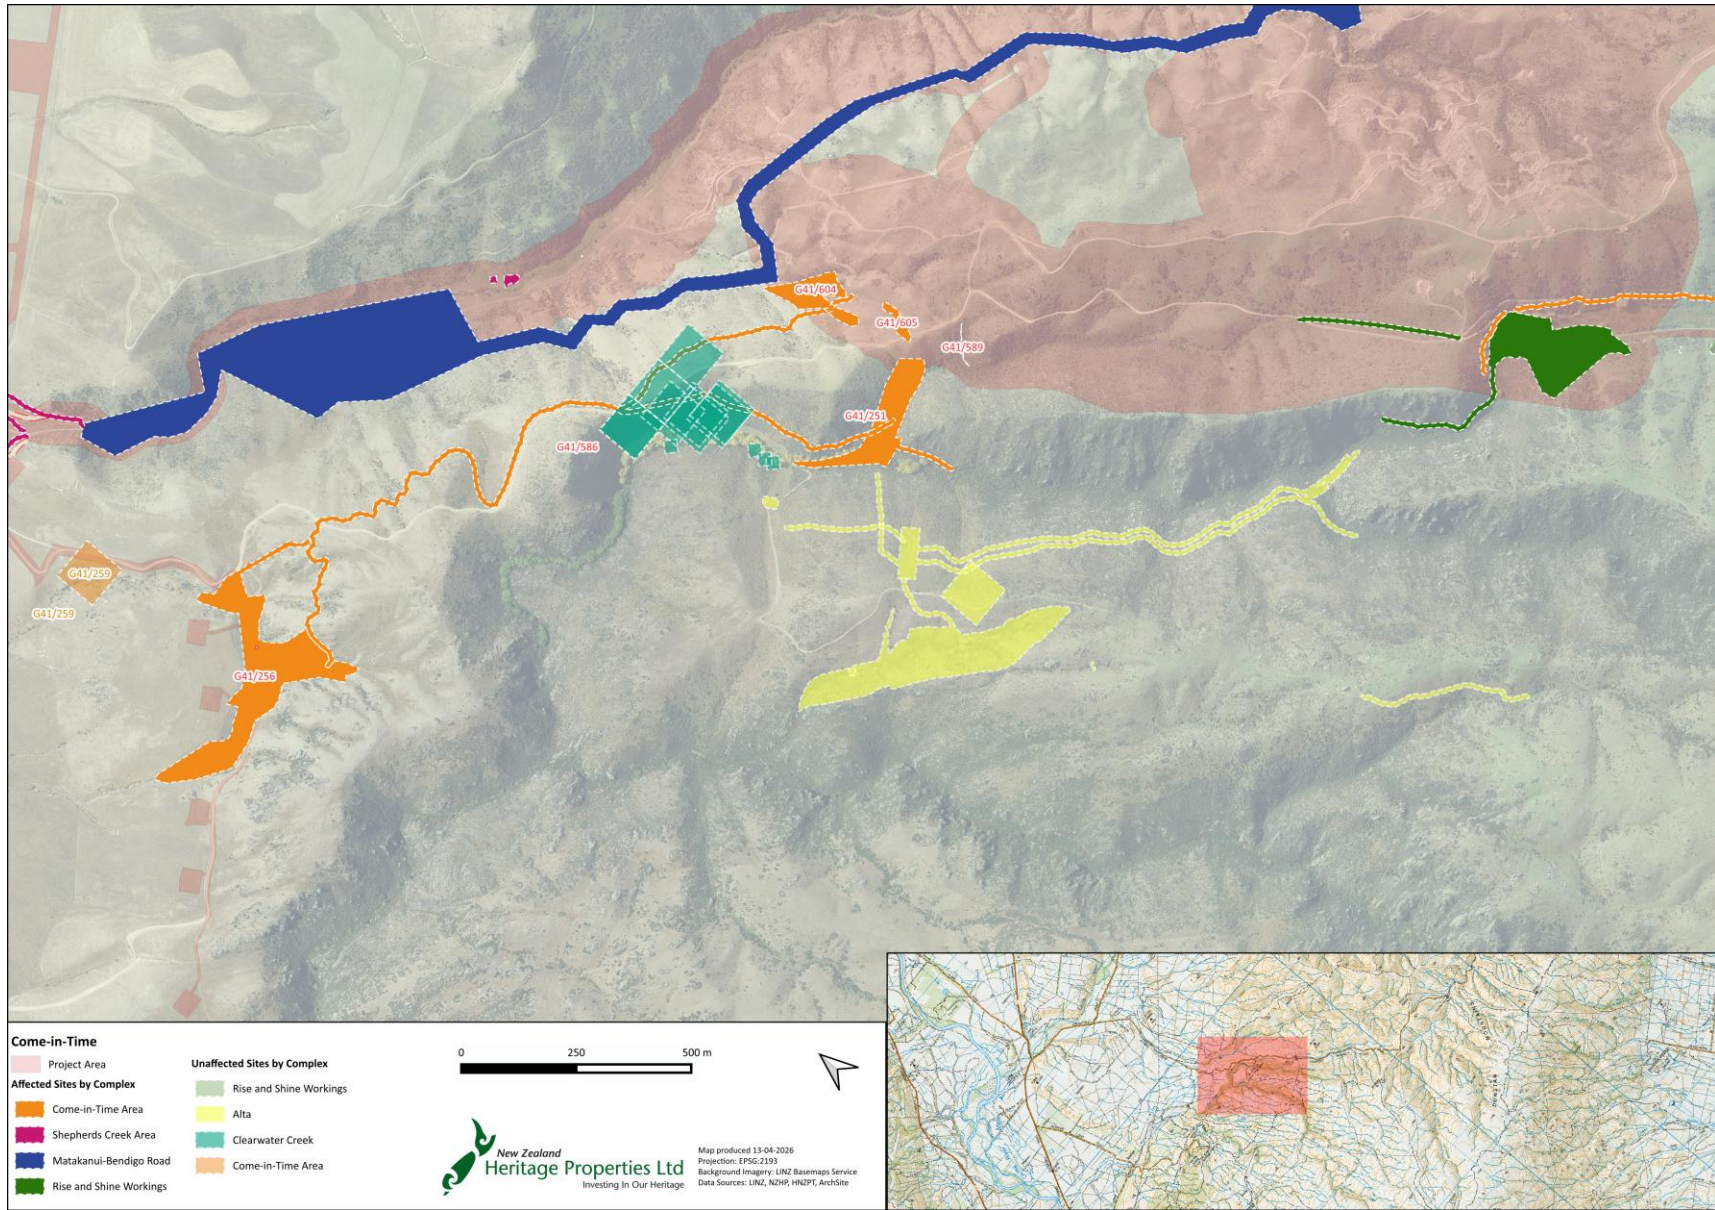 G41/604
G41/605
G41/589
G41/251
G41/586
G41/259
G41/259
G41/256
Come-in-Time
Project Area
Affected Sites by Complex
Come-in-Time Area
Shepherds Creek Area
Matakanui-Bendigo Road
Rise and Shine Workings
Unaffected Sites by Complex
Rise and Shine Workings
Alta
Clearwater Creek
Come-in-Time Area
0 250 500 m
New Zealand
Heritage Properties Ltd
Investing In Our Heritage
Map produced 13-04-2026
Projection: EPSG:2193
Background Imagery: LINZ Basemaps Service
Data Sources: LINZ, NZHP, HNZPT, ArchSite